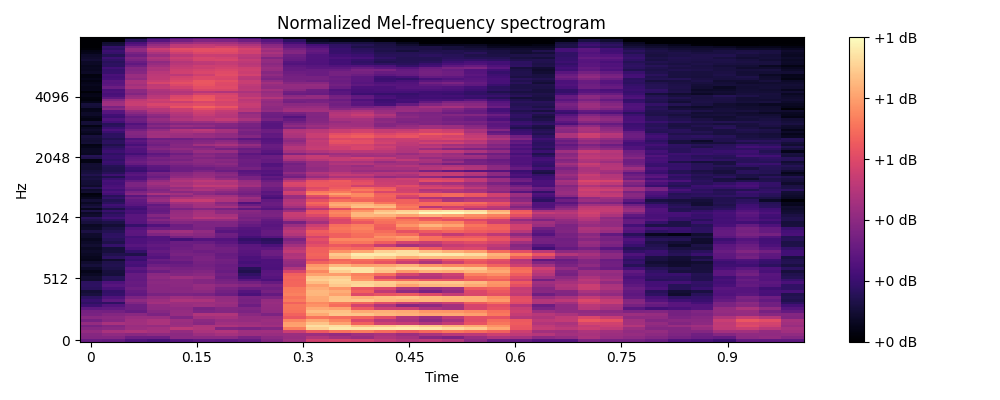 Normalized Mel-frequency spectrogram
Hz
4096
2048
1024
512
0
0 0.15 0.3 0.45 0.6 0.75 0.9
Time
+1 dB
+1 dB
+1 dB
+0 dB
+0 dB
+0 dB